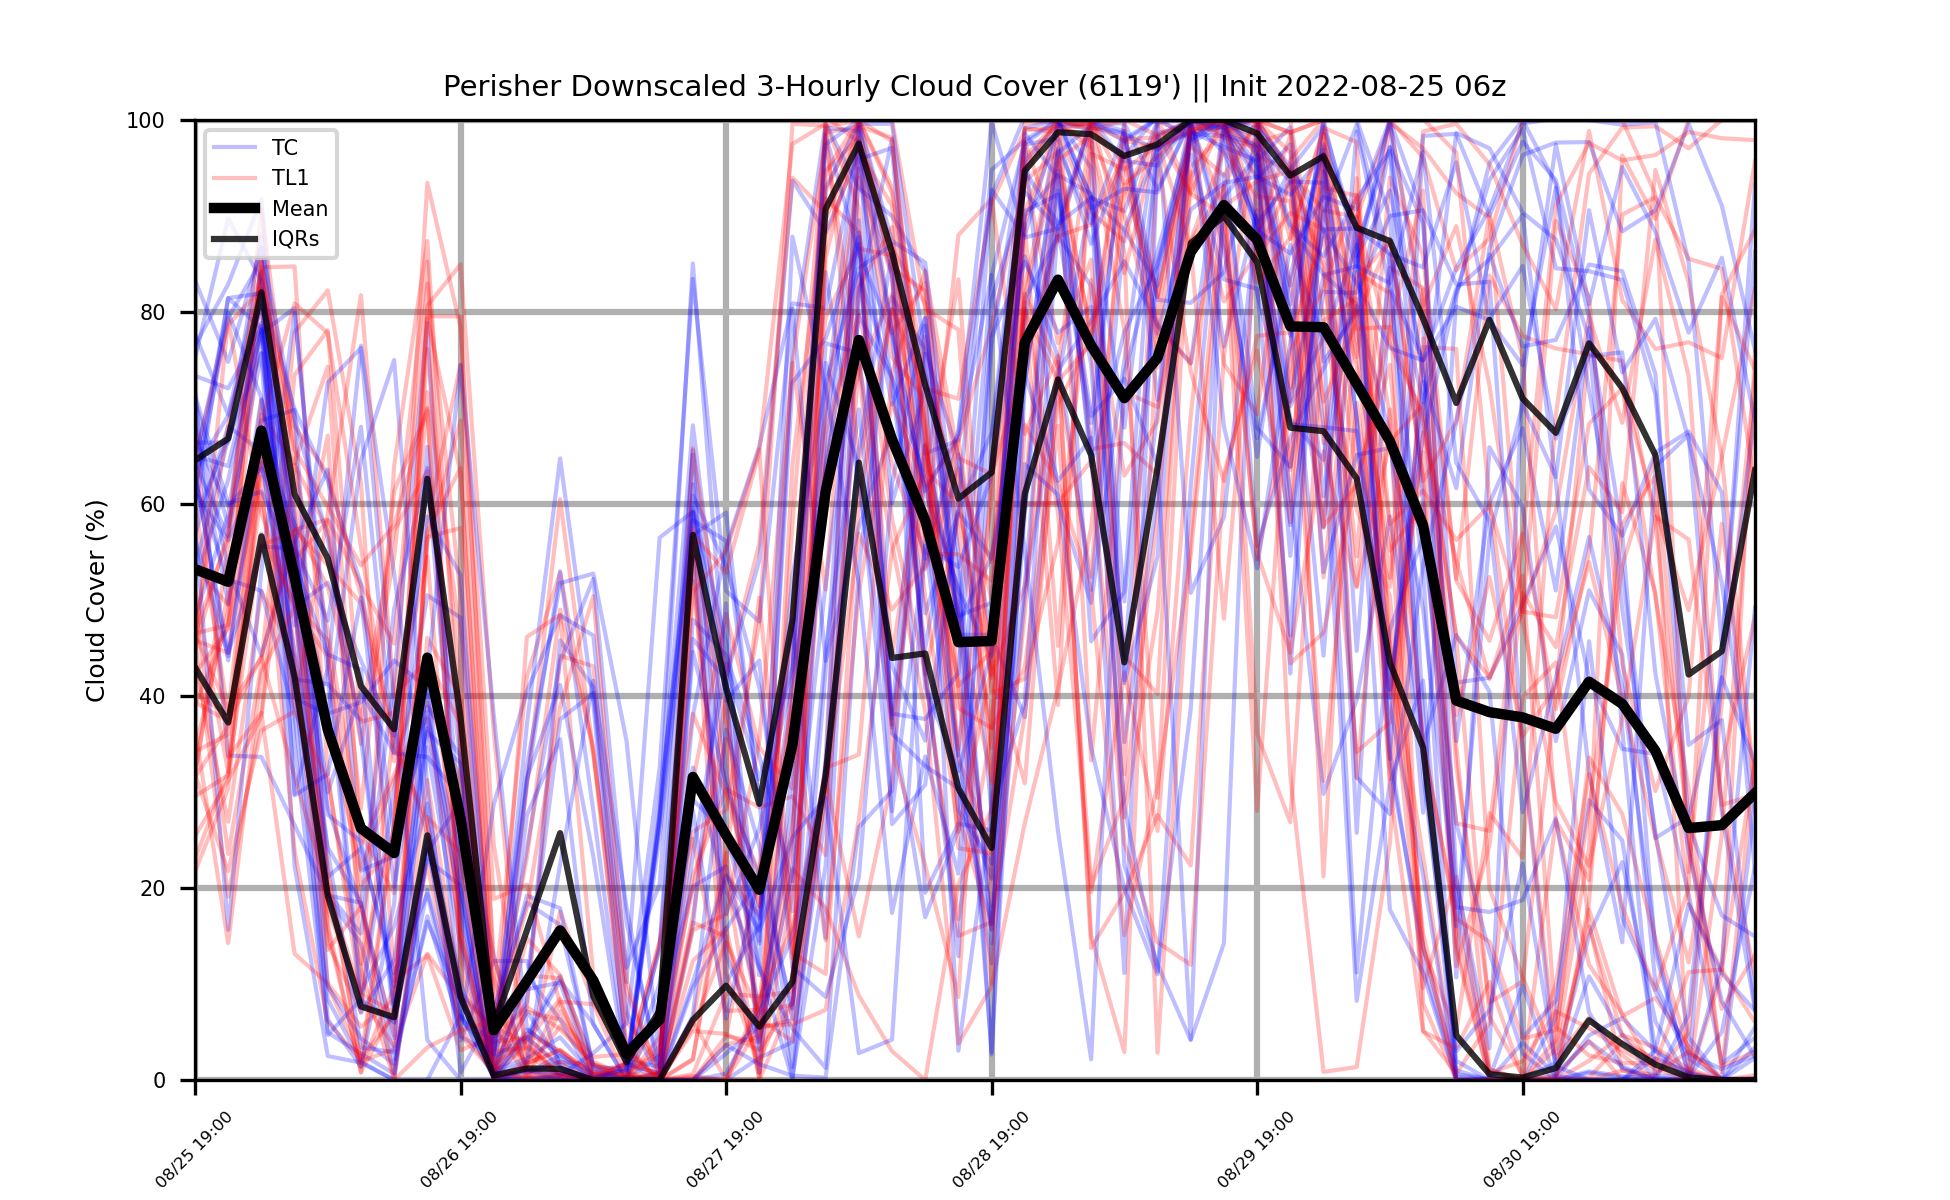 Perisher Downscaled 3-Hourly Cloud Cover (6119') || Init 2022-08-25 06z
TC
TL1
Mean
IQRs
Cloud Cover (%)
100
80
60
40
20
0
08/25 19:00
08/26 19:00
08/27 19:00
08/28 19:00
08/29 19:00
08/30 19:00